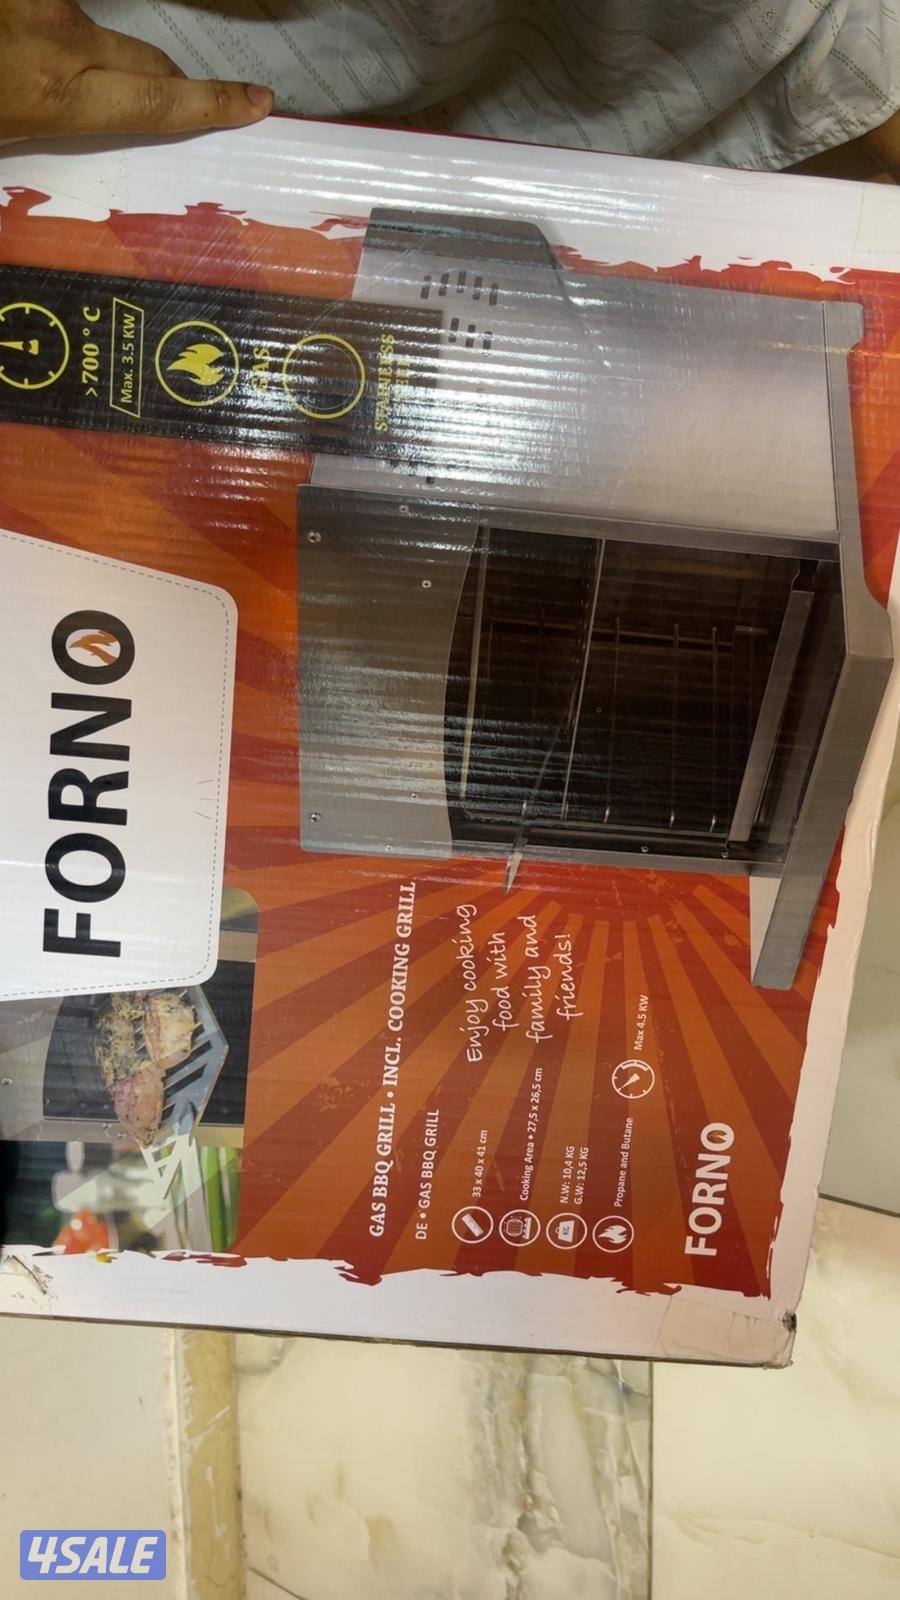 >700 ° C
Max. 3.5 KW
GAS
STAINLESS
STEEL
FORNO
GAS BBQ GRILL • INCL. COOKING GRILL
DE • GAS BBQ GRILL
Enjoy cooking
food with
family and
friends!
33 x 40 x 41 cm
Cooking Area • 27,5 x 26,5 cm
KG
N.W: 10,4 KG
G.W: 12,5 KG
Propane and Butane
Max 4.5 KW
FORNO
4SALE